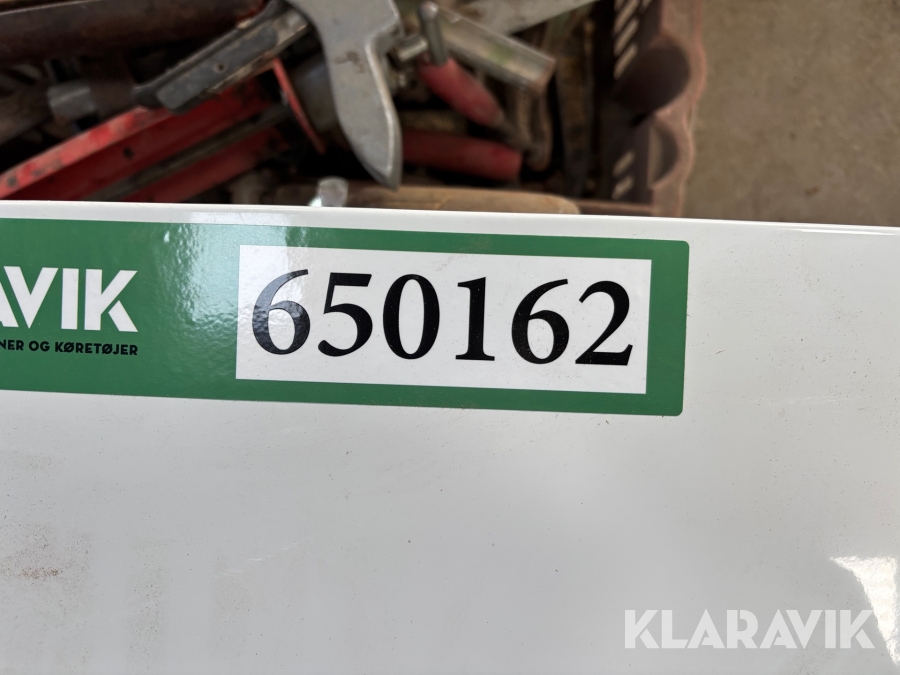 AVIK
NER OG KØRETØJER
650162
KLARAVIK